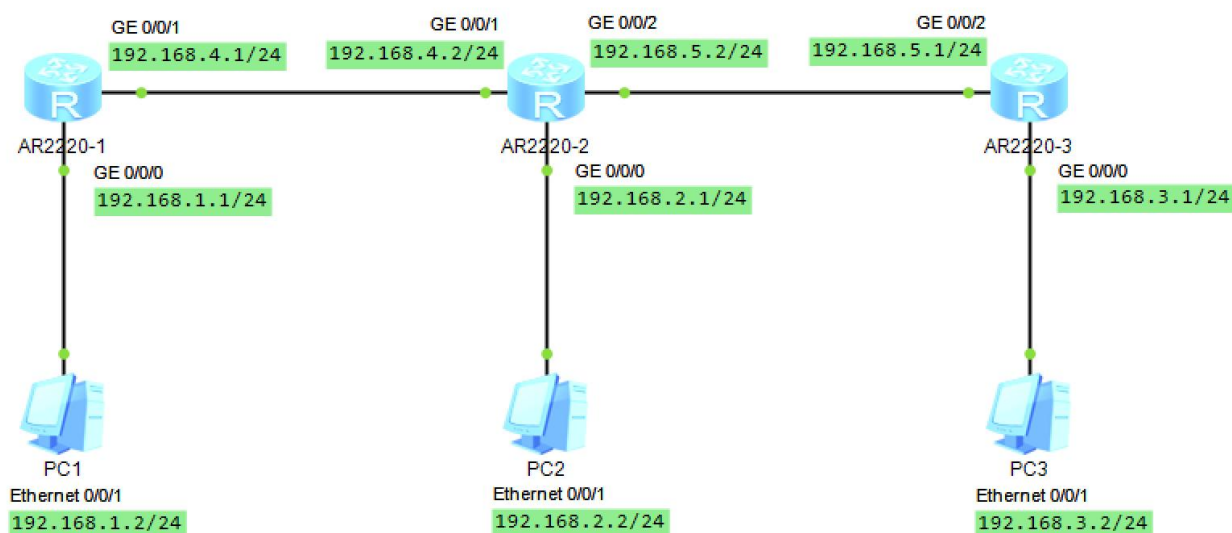 GE 0/0/1
192.168.4.1/24
GE 0/0/1
192.168.4.2/24
GE 0/0/2
192.168.5.2/24
GE 0/0/2
192.168.5.1/24
R
R
R
AR2220-1
AR2220-2
AR2220-3
GE 0/0/0
192.168.1.1/24
GE 0/0/0
192.168.2.1/24
GE 0/0/0
192.168.3.1/24
PC1
Ethernet 0/0/1
192.168.1.2/24
PC2
Ethernet 0/0/1
192.168.2.2/24
PC3
Ethernet 0/0/1
192.168.3.2/24